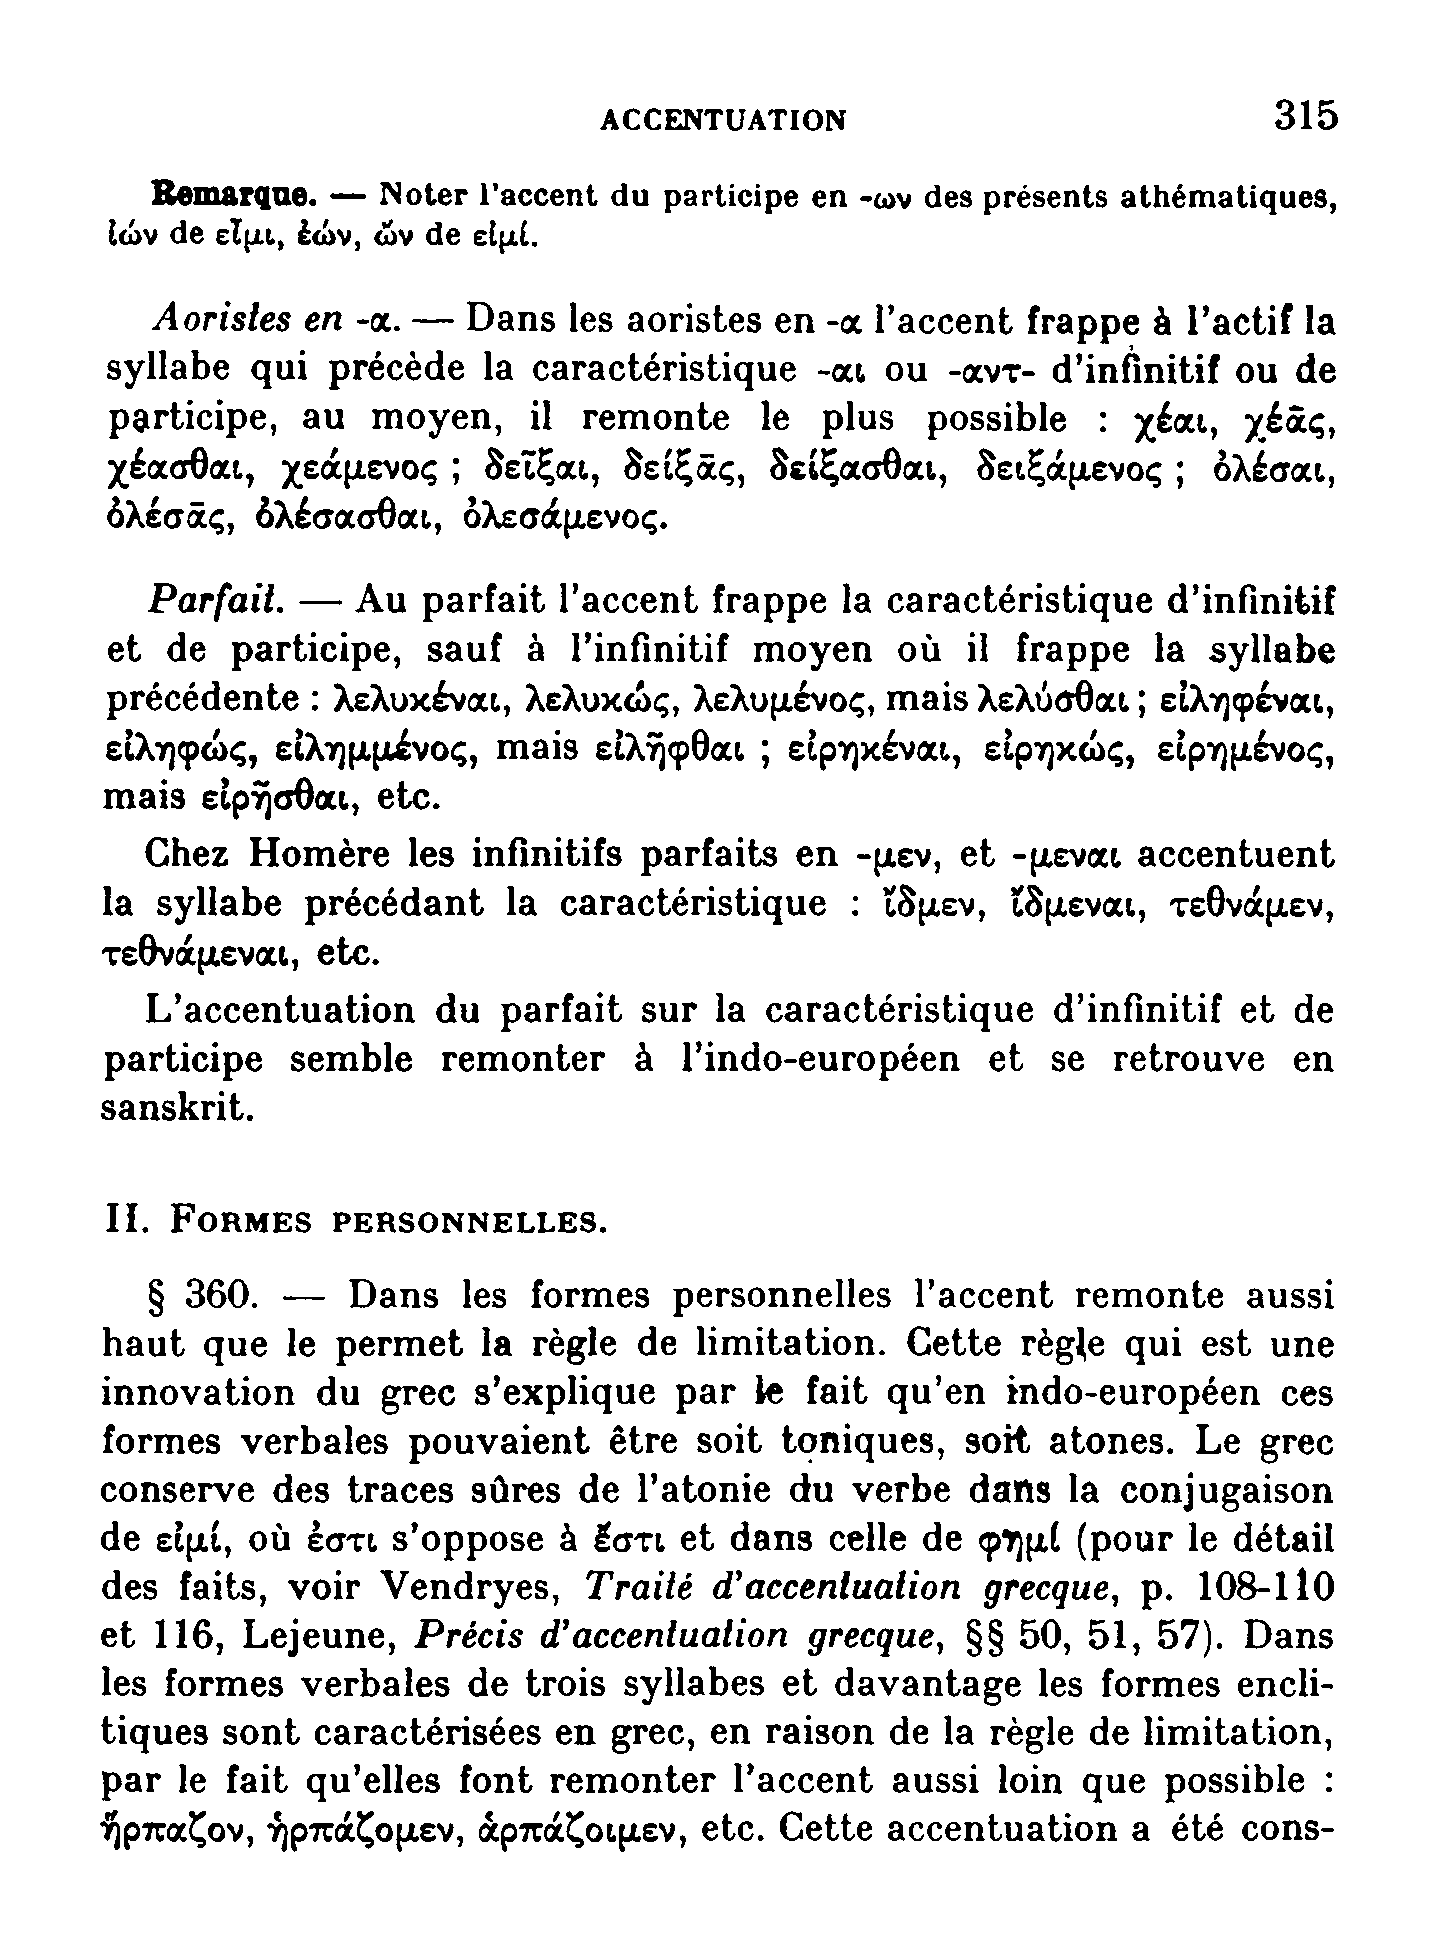 ACCENTUATION 315
Remarque. — Noter l'accent du participe en -ων des présents athématiques,
ἰών de εἶμι, ἐών, ὤν de εἰμί.
Aoristes en -α. — Dans les aoristes en -α l'accent frappe à l'actif la
syllabe qui précède la caractéristique -αι ou -αντ- d'infinitif ou de
participe, au moyen, il remonte le plus possible : χέαι, χέᾱς,
χέασθαι, χεάμενος ; δεῖξαι, δείξᾱς, δείξασθαι, δειξάμενος ; ὀλέσαι,
ὀλέσᾱς, ὀλέσασθαι, ὀλεσάμενος.
Parfait. — Au parfait l'accent frappe la caractéristique d'infinitif
et de participe, sauf à l'infinitif moyen où il frappe la syllabe
précédente : λελυκέναι, λελυκώς, λελυμένος, mais λελύσθαι ; εἰληφέναι,
εἰληφώς, εἰλημμένος, mais εἰλῆφθαι ; εἰρηκέναι, εἰρηκώς, εἰρημένος,
mais εἰρῆσθαι, etc.
Chez Homère les infinitifs parfaits en -μεν, et -μεναι accentuent
la syllabe précédant la caractéristique : ἴδμεν, ἴδμεναι, τεθνάμεν,
τεθνάμεναι, etc.
L'accentuation du parfait sur la caractéristique d'infinitif et de
participe semble remonter à l'indo-européen et se retrouve en
sanskrit.
II. FORMES PERSONNELLES.
§ 360. — Dans les formes personnelles l'accent remonte aussi
haut que le permet la règle de limitation. Cette règle qui est une
innovation du grec s'explique par le fait qu'en indo-européen ces
formes verbales pouvaient être soit toniques, soit atones. Le grec
conserve des traces sûres de l'atonie du verbe dans la conjugaison
de εἰμί, où ἐστι s'oppose à ἔστι et dans celle de φημί (pour le détail
des faits, voir Vendryes, Traité d'accentuation grecque, p. 108-110
et 116, Lejeune, Précis d'accentuation grecque, §§ 50, 51, 57). Dans
les formes verbales de trois syllabes et davantage les formes encli-
tiques sont caractérisées en grec, en raison de la règle de limitation,
par le fait qu'elles font remonter l'accent aussi loin que possible :
ἥρπαζον, ἡρπάζομεν, ἁρπάζοιμεν, etc. Cette accentuation a été cons-